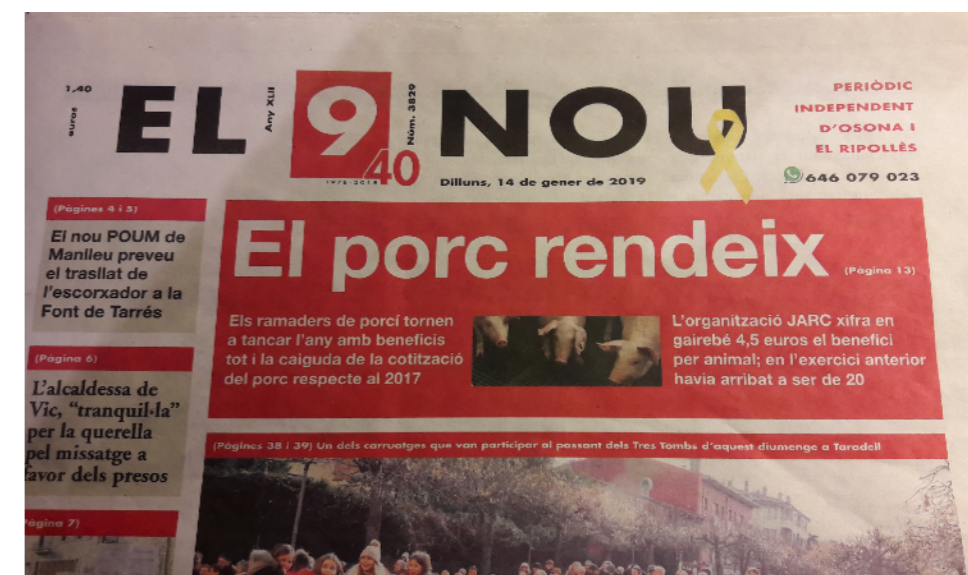 1,40
euros
EL 9 NOU
Any XLII
Núm. 3829
40
1978-2018
Dilluns, 14 de gener de 2019
PERIÒDIC
INDEPENDENT
D'OSONA I
EL RIPOLLÈS
646 079 023
(Pàgines 4 i 5)
El nou POUM de
Manlleu preveu
el trasllat de
l'escorxador a la
Font de Tarrés
(Pàgina 6)
L'alcaldessa de
Vic, "tranquil·la"
per la querella
pel missatge a
favor dels presos
Pàgina 7)
El porc rendeix
(Pàgina 13)
Els ramaders de porcí tornen
a tancar l'any amb beneficis
tot i la caiguda de la cotització
del porc respecte al 2017
L'organització JARC xifra en
gairebé 4,5 euros el benefici
per animal; en l'exercici anterior
havia arribat a ser de 20
(Pàgines 38 i 39) Un dels carruatges que van participar al passant dels Tres Tombs d'aquest diumenge a Taradell